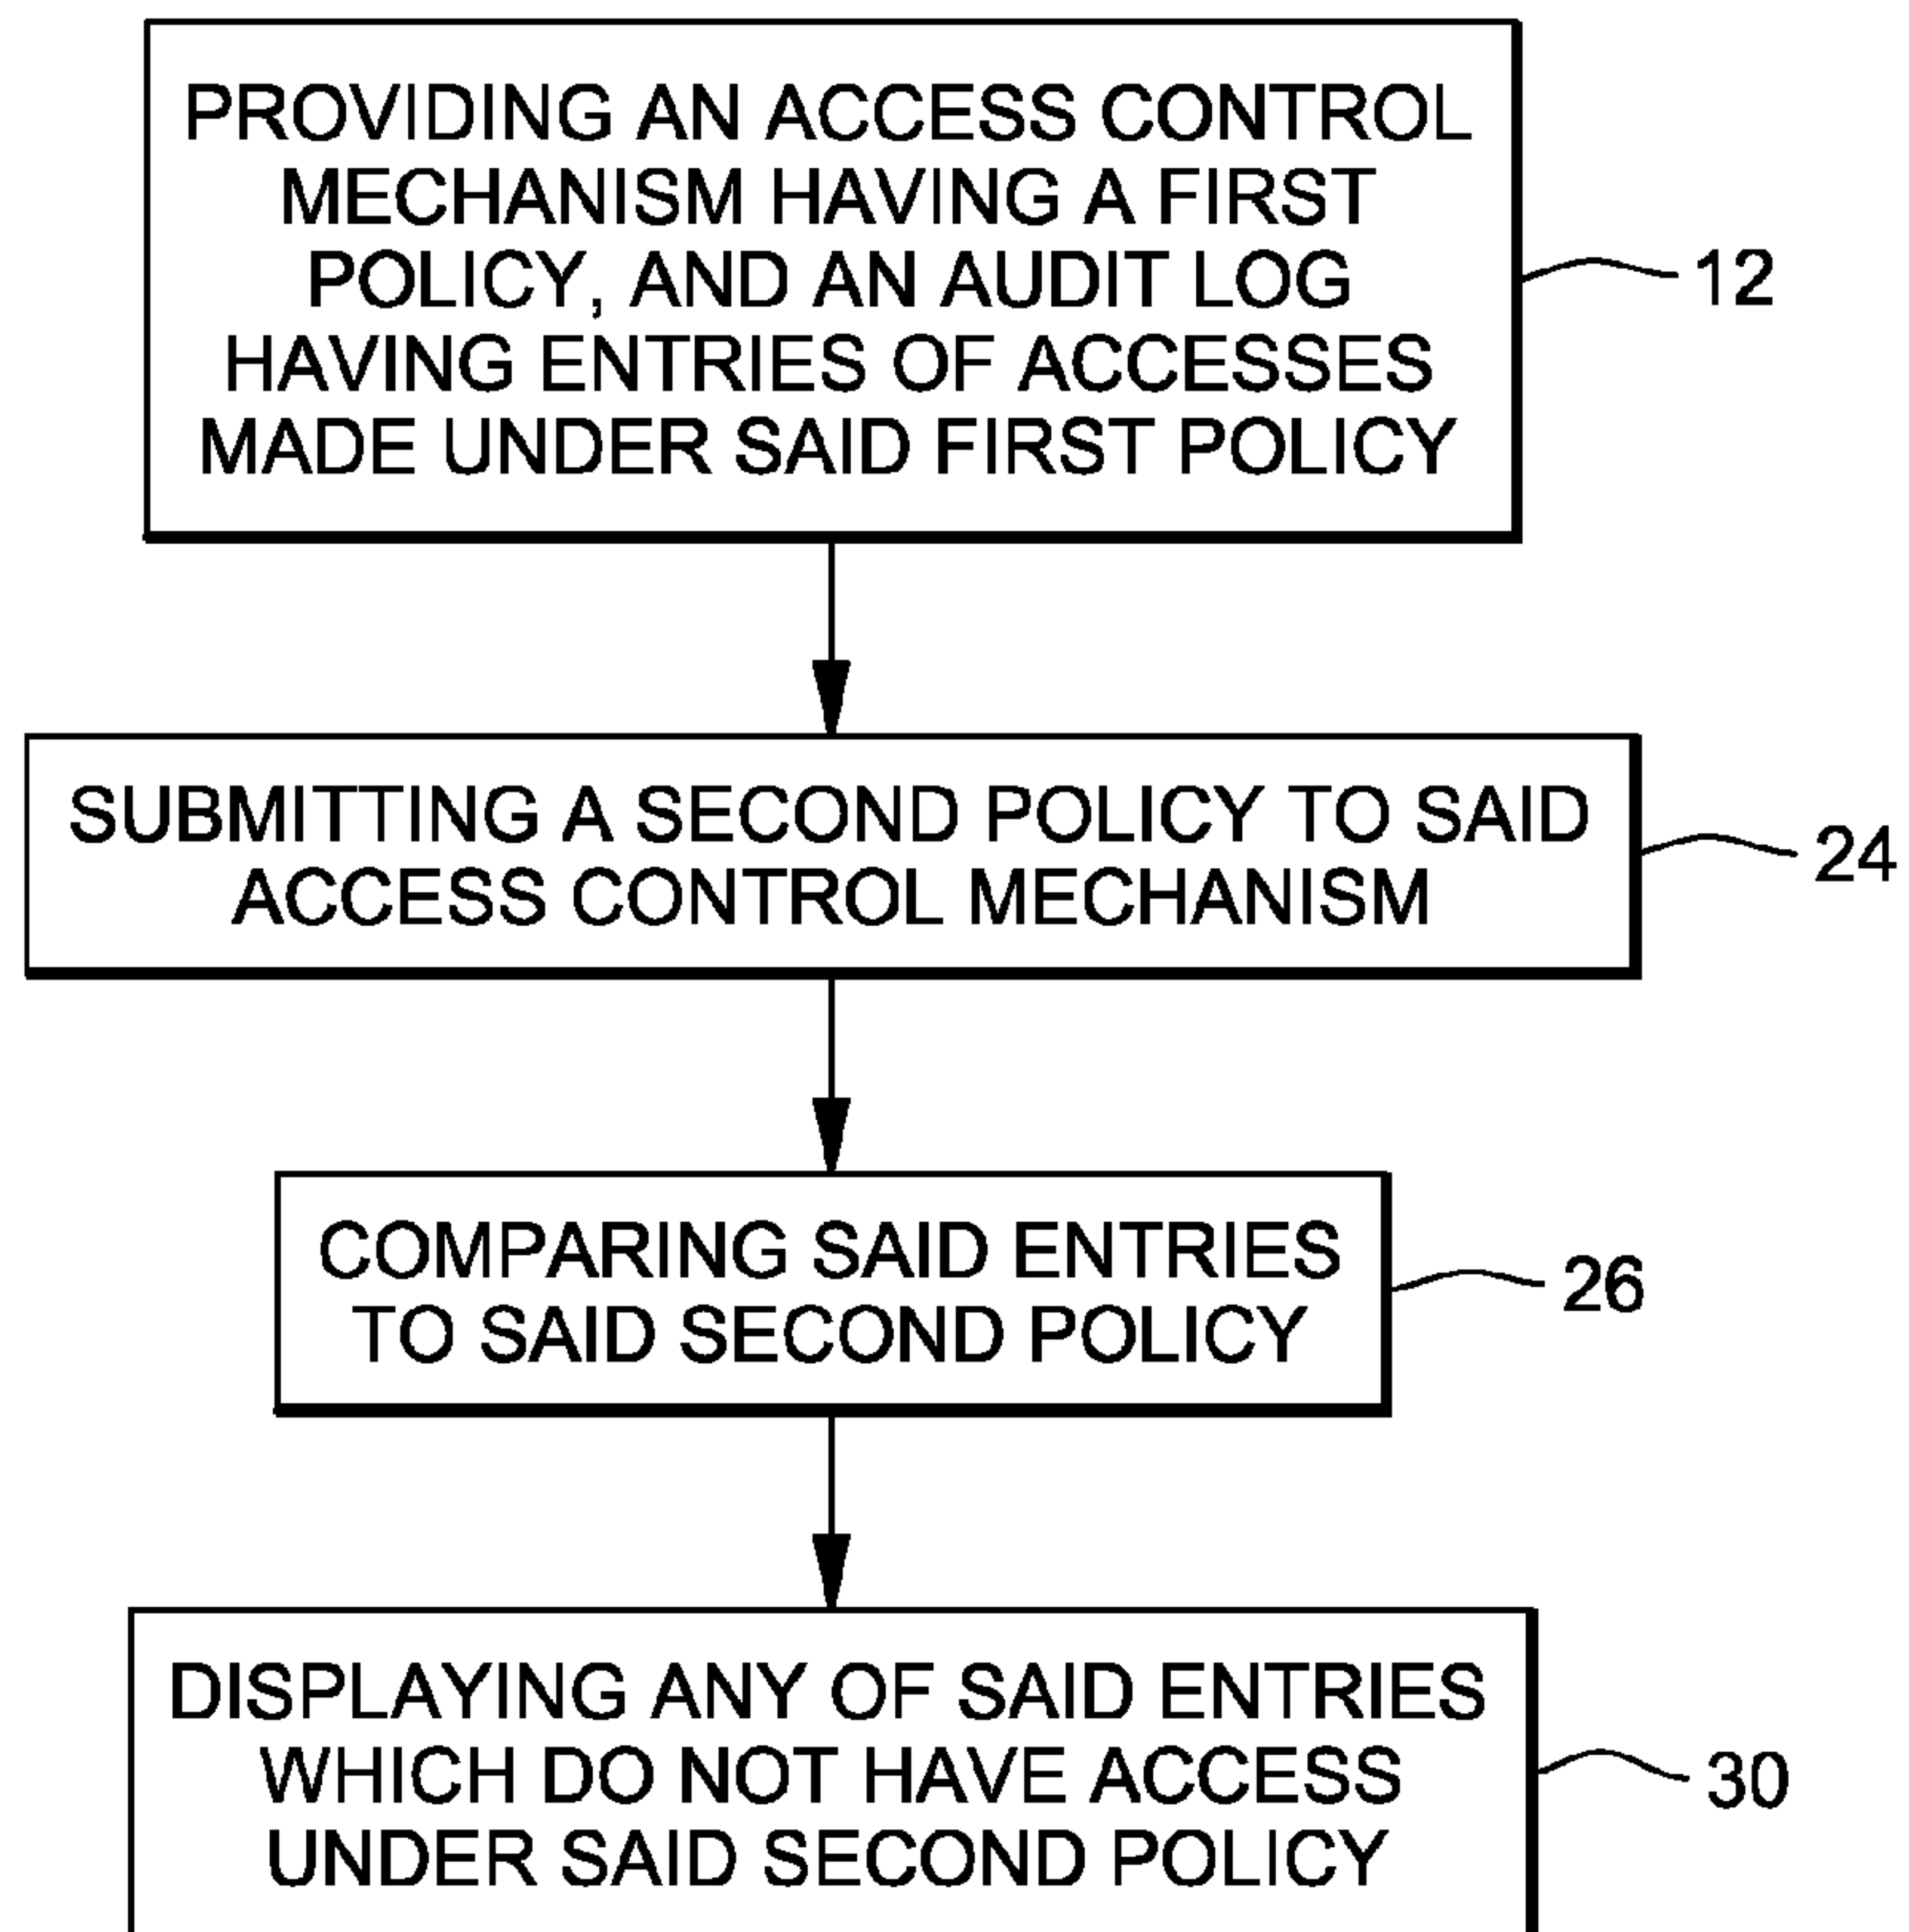 PROVIDING AN ACCESS CONTROL
MECHANISM HAVING A FIRST
POLICY, AND AN AUDIT LOG
HAVING ENTRIES OF ACCESSES
MADE UNDER SAID FIRST POLICY
12
SUBMITTING A SECOND POLICY TO SAID
ACCESS CONTROL MECHANISM
24
COMPARING SAID ENTRIES
TO SAID SECOND POLICY
26
DISPLAYING ANY OF SAID ENTRIES
WHICH DO NOT HAVE ACCESS
UNDER SAID SECOND POLICY
30